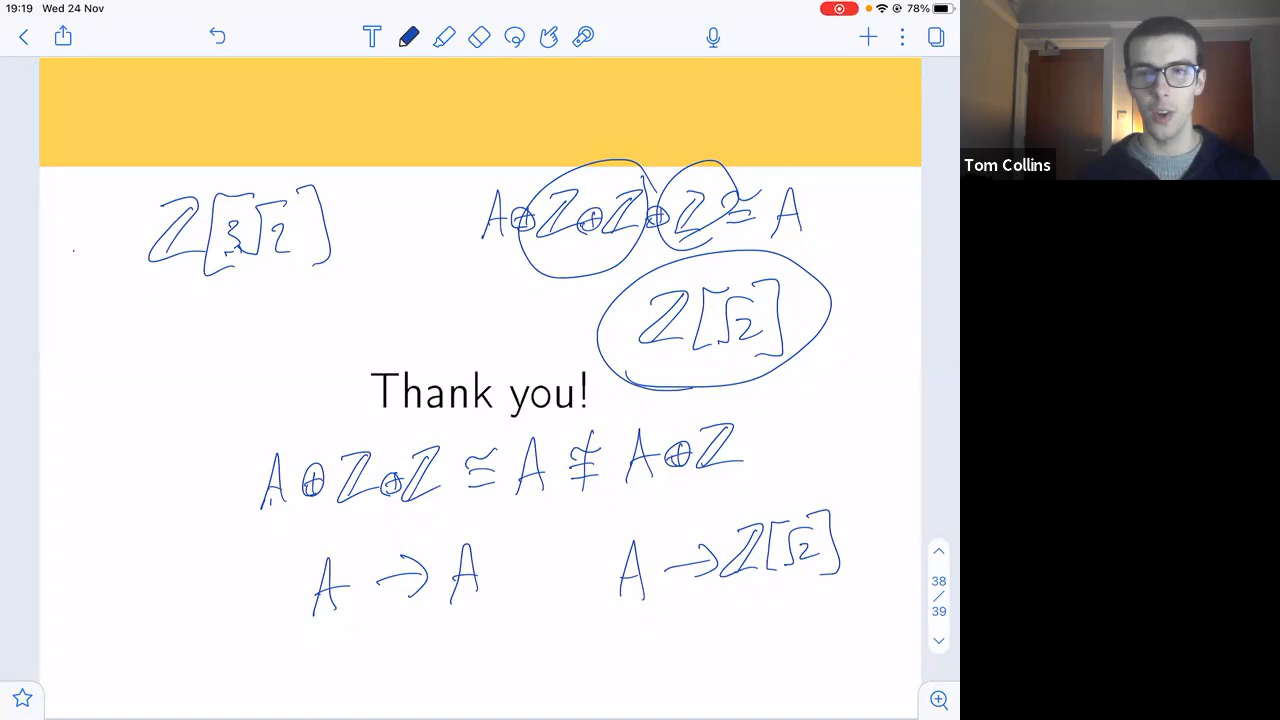 19:19 Wed 24 Nov
78%
T
Tom Collins
ℤ[∛2]
A⊕ℤ⊕ℤ⊕ℤ≅A
ℤ[√2]
Thank you!
A⊕ℤ⊕ℤ≅A≇A⊕ℤ
A→A
A→ℤ[√2]
38
/
39